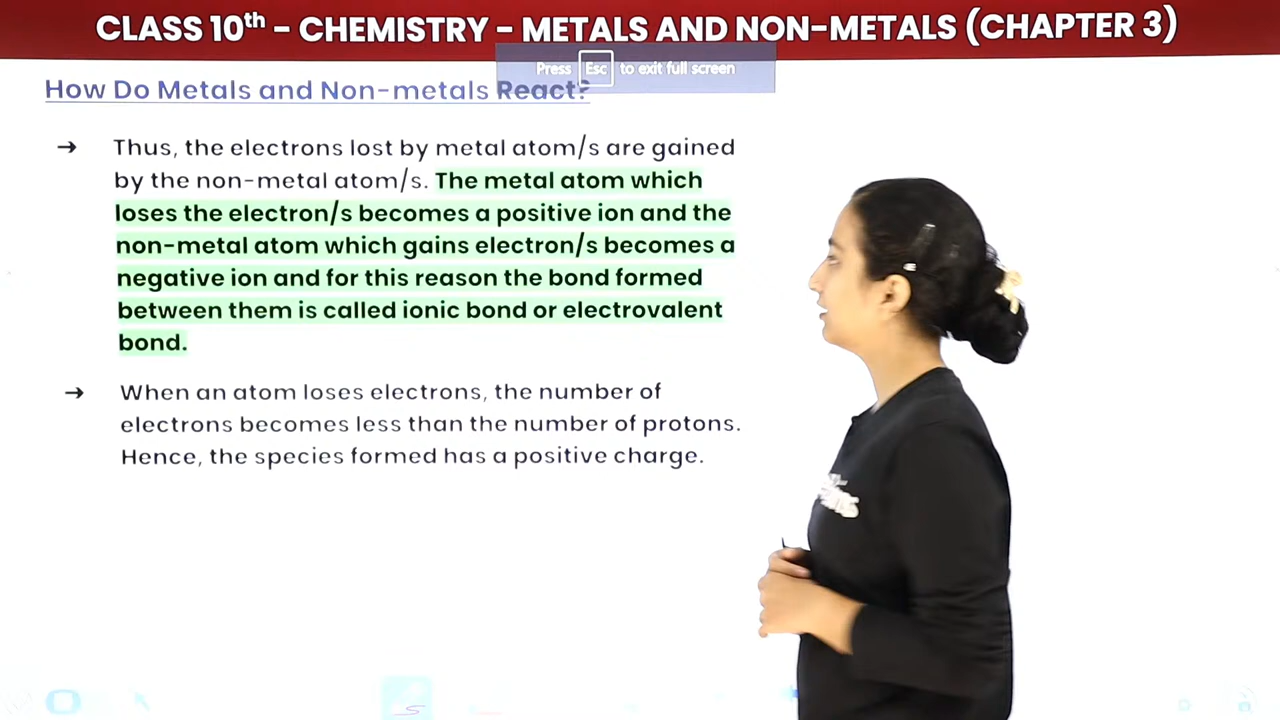 CLASS 10th - CHEMISTRY - METALS AND NON-METALS (CHAPTER 3)
Press Esc to exit full screen
How Do Metals and Non-metals React?
→ Thus, the electrons lost by metal atom/s are gained
by the non-metal atom/s. The metal atom which
loses the electron/s becomes a positive ion and the
non-metal atom which gains electron/s becomes a
negative ion and for this reason the bond formed
between them is called ionic bond or electrovalent
bond.
→ When an atom loses electrons, the number of
electrons becomes less than the number of protons.
Hence, the species formed has a positive charge.